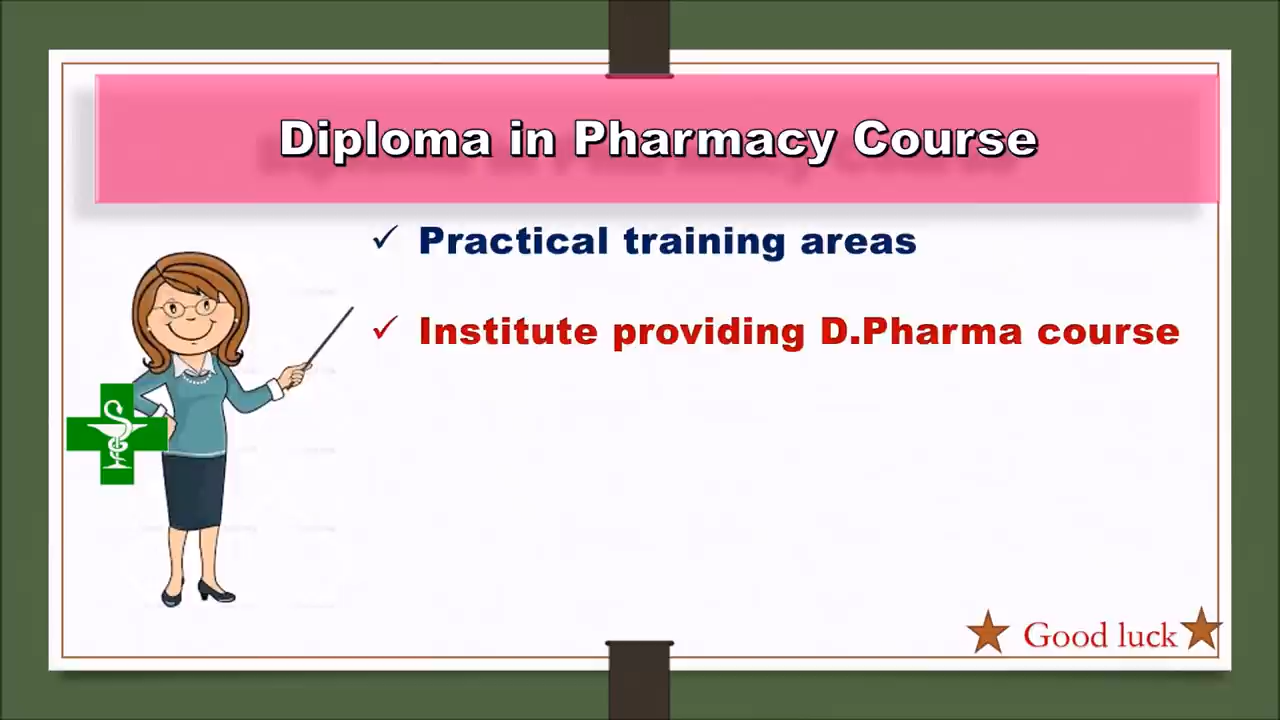 Diploma in Pharmacy Course
✓ Practical training areas
✓ Institute providing D.Pharma course
Good luck